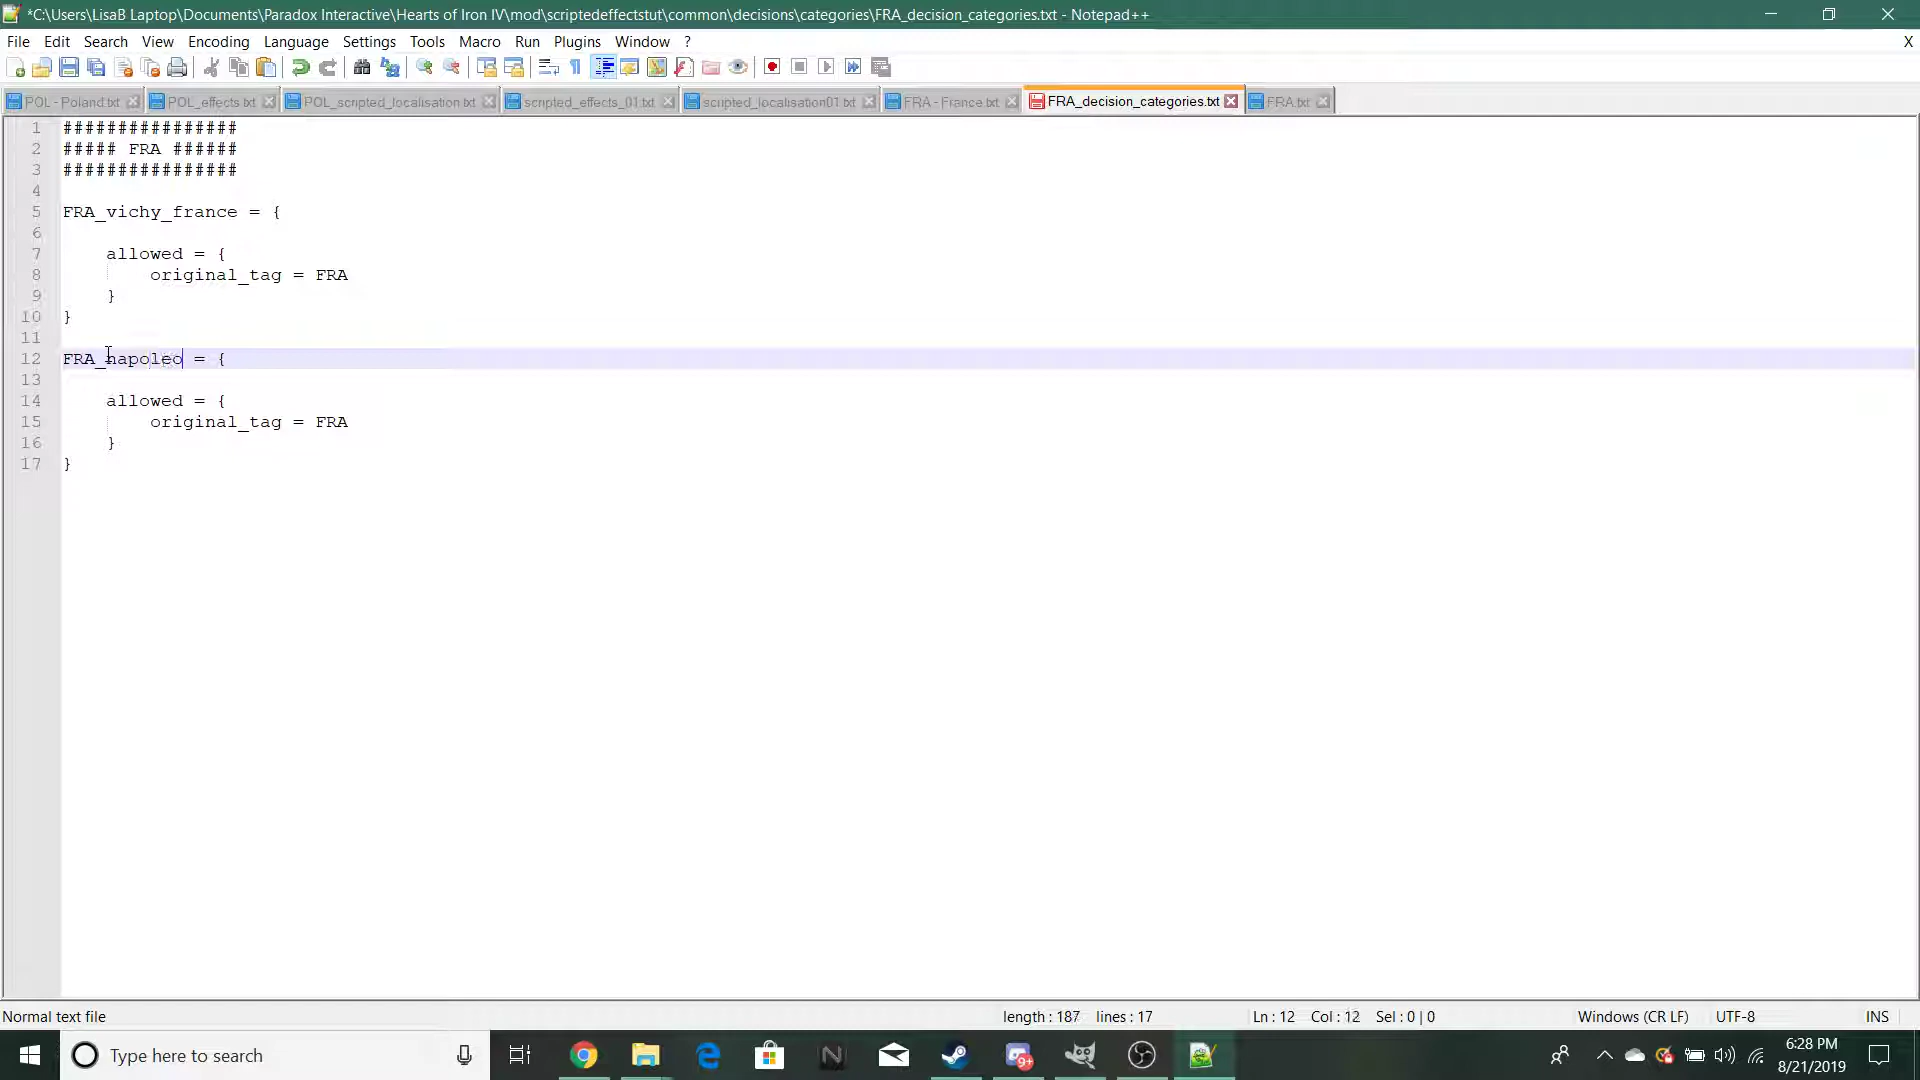 *C:\Users\LisaB Laptop\Documents\Paradox Interactive\Hearts of Iron IV\mod\scriptedeffectstut\common\decisions\categories\FRA_decision_categories.txt - Notepad++
File Edit Search View Encoding Language Settings Tools Macro Run Plugins Window ? X
POL - Poland.txt POL_effects.txt POL_scripted_localisation.txt scripted_effects_01.txt scripted_localisation01.txt FRA - France.txt FRA_decision_categories.txt FRA.txt
1 ################
2 ##### FRA ######
3 ################
4
5 FRA_vichy_france = {
6
7 allowed = {
8 original_tag = FRA
9 }
10 }
11
12 FRA_napoleo = {
13
14 allowed = {
15 original_tag = FRA
16 }
17 }
Normal text file length : 187 lines : 17 Ln : 12 Col : 12 Sel : 0 | 0 Windows (CR LF) UTF-8 INS
Type here to search
9+
6:28 PM
8/21/2019